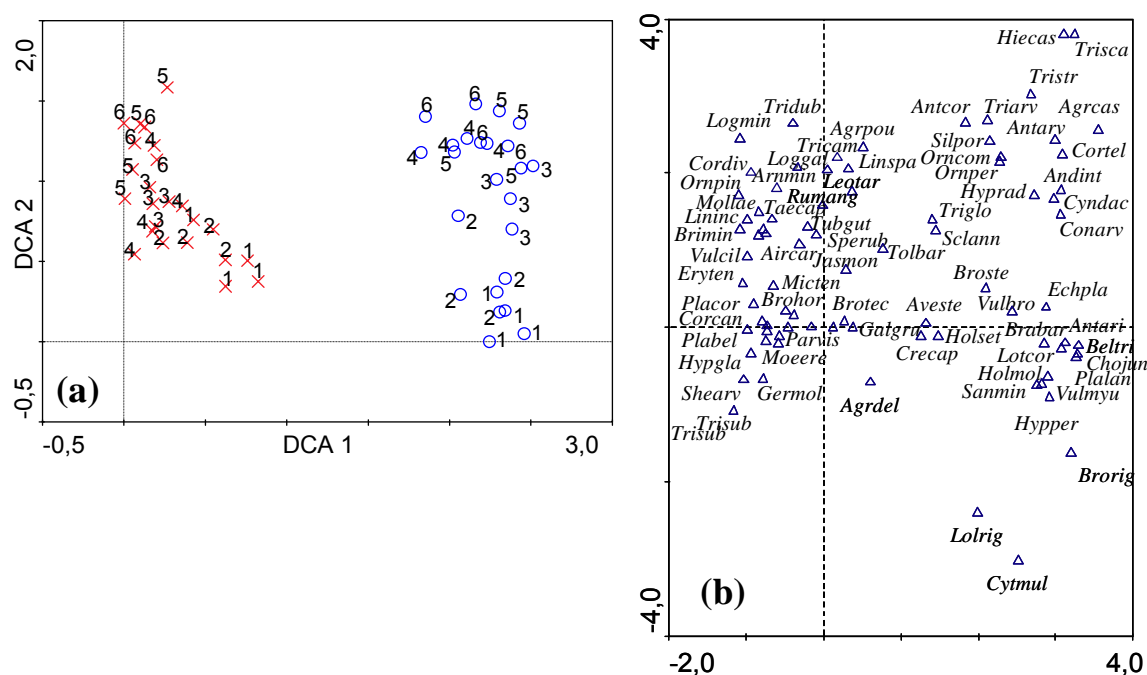 2,0
DCA 2
-0,5
5
6 5 6
6 4
5 6
5 3
3 3 4
4 3 1 2
2 2
4 2 1
1 1
6 6 5 5
4 4 6 4 6
5 5 3
3
2 3
3
2
2 1
2 1
1 1
(a)
-0,5 DCA 1 3,0
4,0
Hiecas
Trisca
Tristr
Tridub Antcor Triarv Agrcas
Logmin
Agrpou Silpor Antarv
Tricam
Cordiv Loggal Linspa Orncom Cortel
Arnmin Ornper
Ornpin Leotar Andint
Rumang Hyprad
Mollae Taecap Cyndac
Lininc Tubgut Triglo
Conarv
Brimin Sperub Sclann
Vulcil Aircar Tolbar
Jasmon
Eryten Broste
Micten Echpla
Placor Brohor Brotec Aveste Vulbro
Corcan Antari
Plabel Parvis Galgru Holset Brabar
Beltri
Hypgla Moeere Crecap Lotcor Chojun
Holmol
Shearv Germol Sanmin Plalan
Agrdel Vulmyu
Trisub Hypper
Trisub
Brorig
Lolrig
Cytmul
(b)
-4,0
-2,0 4,0